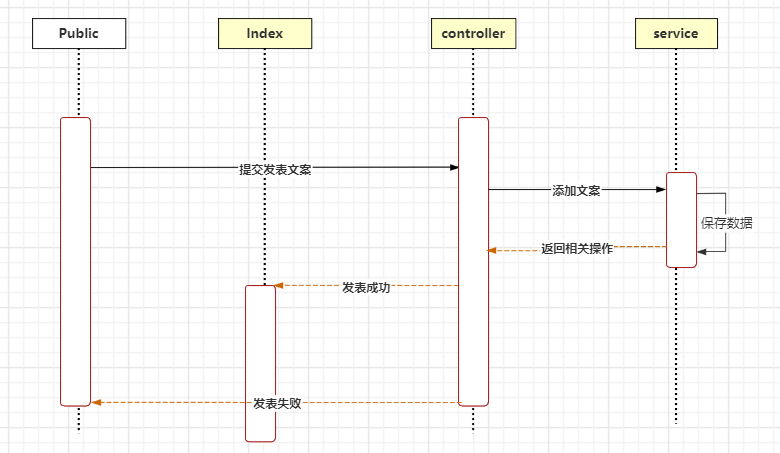 Public
Index
controller
service
提交发表文案
添加文案
保存数据
返回相关操作
发表成功
发表失败